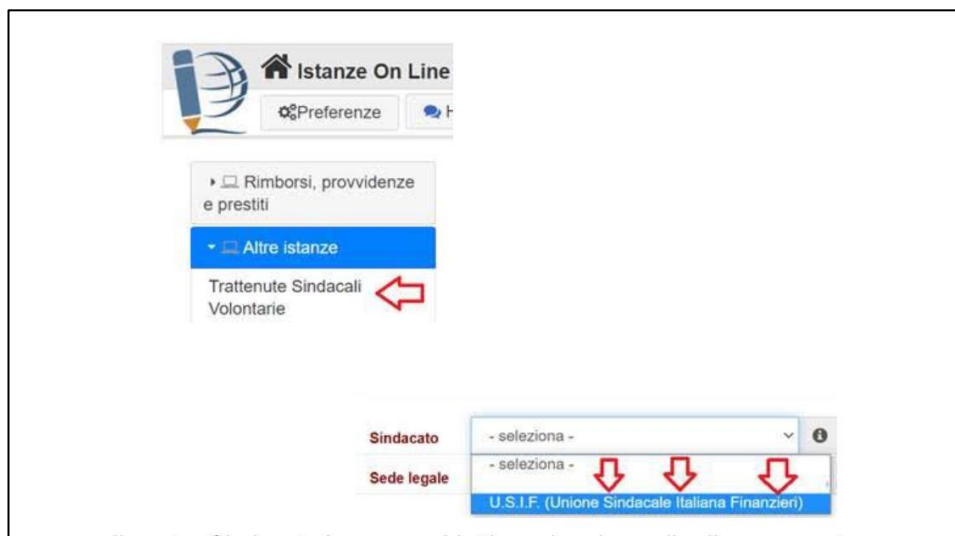 Istanze On Line
Preferenze H
Rimborsi, provvidenze
e prestiti
Altre istanze
Trattenute Sindacali
Volontarie
Sindacato - seleziona -
- seleziona -
Sede legale
U.S.I.F. (Unione Sindacale Italiana Finanzieri)